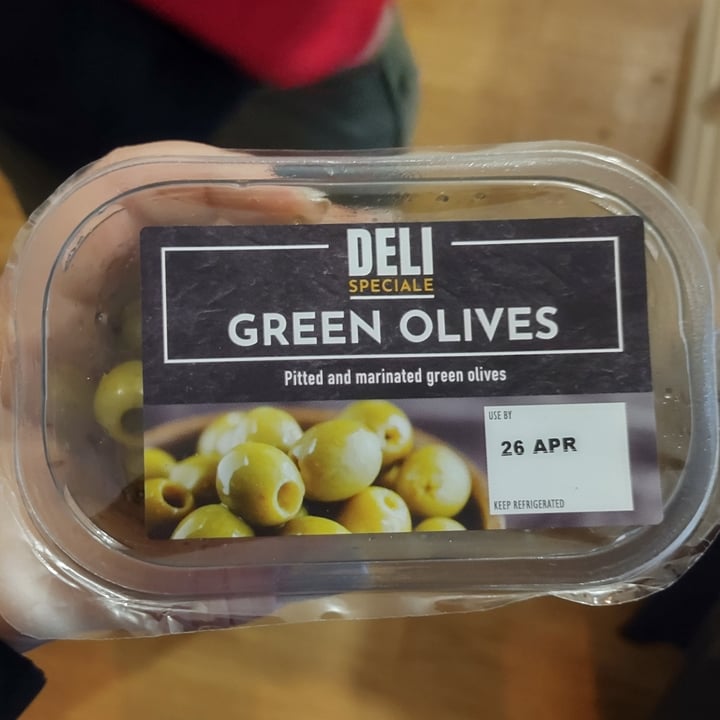 DELI
SPECIALE
GREEN OLIVES
Pitted and marinated green olives
USE BY
26 APR
KEEP REFRIGERATED